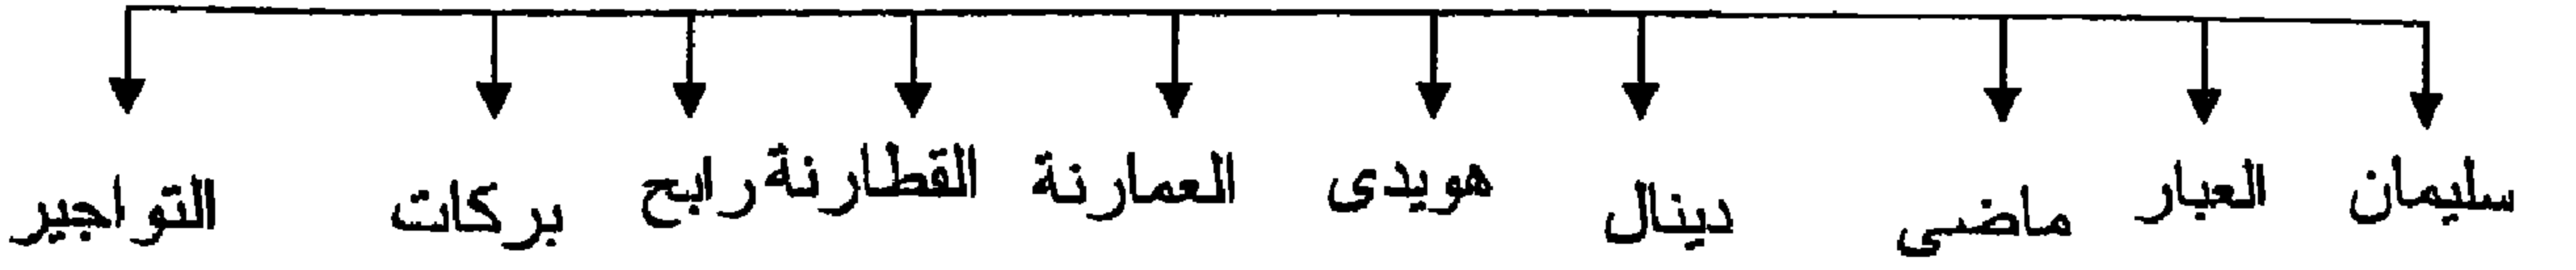 سليمان العبار ماضى دينال هويدى العمارنة القطارنة رابح بركات التواجير